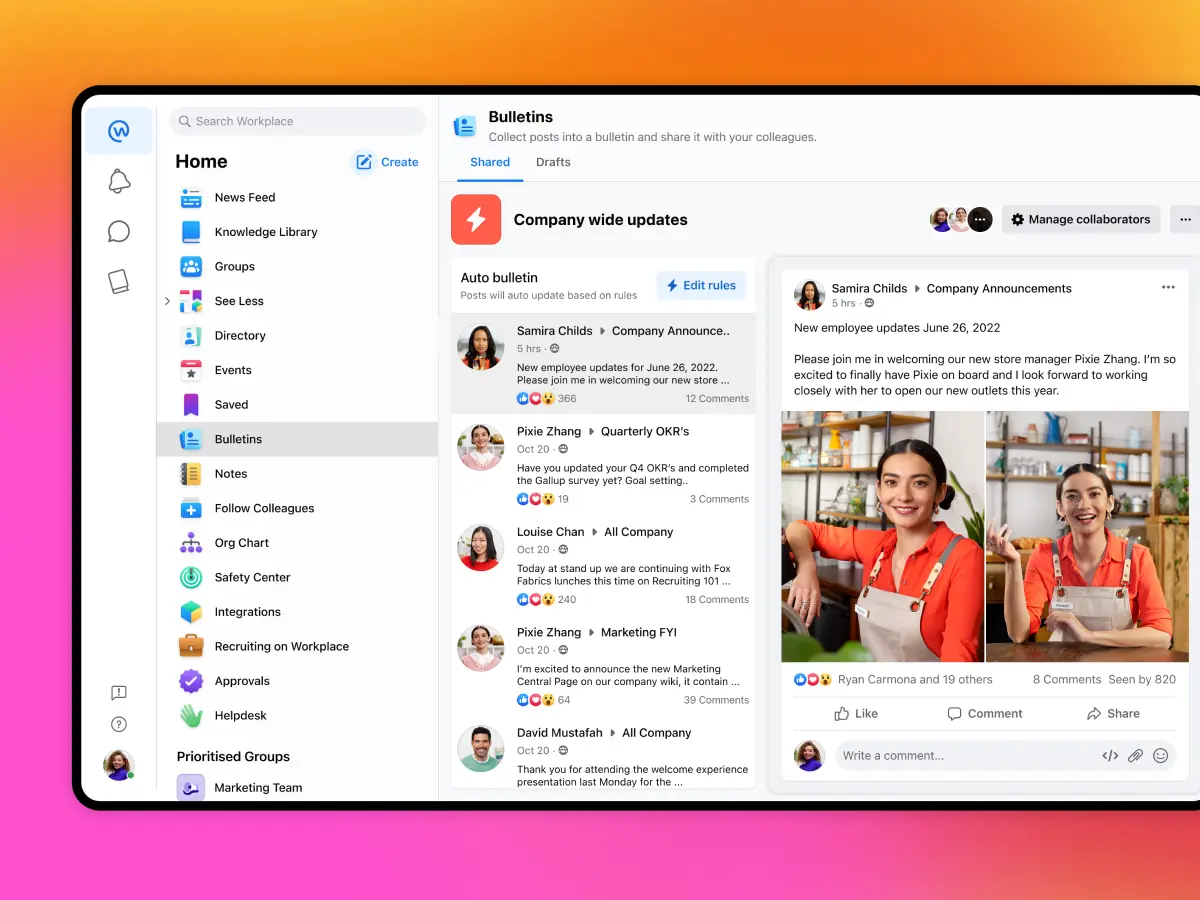 Search Workplace
Home
Create
News Feed
Knowledge Library
Groups
See Less
Directory
Events
Saved
Bulletins
Notes
Follow Colleagues
Org Chart
Safety Center
Integrations
Recruiting on Workplace
Approvals
Helpdesk
Prioritised Groups
Marketing Team
Bulletins
Collect posts into a bulletin and share it with your colleagues.
Shared Drafts
Company wide updates
Manage collaborators
Auto bulletin
Posts will auto update based on rules
Edit rules
Samira Childs Company Announce..
5 hrs ·
New employee updates for June 26, 2022.
Please join me in welcoming our new store ...
366 12 Comments
Pixie Zhang Quarterly OKR's
Oct 20 ·
Have you updated your Q4 OKR's and completed
the Gallup survey yet? Goal setting..
19 3 Comments
Louise Chan All Company
Oct 20 ·
Today at stand up we are continuing with Fox
Fabrics lunches this time on Recruiting 101 ...
240 18 Comments
Pixie Zhang Marketing FYI
Oct 20 ·
I'm excited to announce the new Marketing
Central Page on our company wiki, it contain ...
64 39 Comments
David Mustafah All Company
Oct 20 ·
Thank you for attending the welcome experience
presentation last Monday for the ...
Samira Childs Company Announcements
5 hrs ·
New employee updates June 26, 2022
Please join me in welcoming our new store manager Pixie Zhang. I'm so
excited to finally have Pixie on board and I look forward to working
closely with her to open our new outlets this year.
Ryan Carmona and 19 others 8 Comments Seen by 820
Like Comment Share
Write a comment...